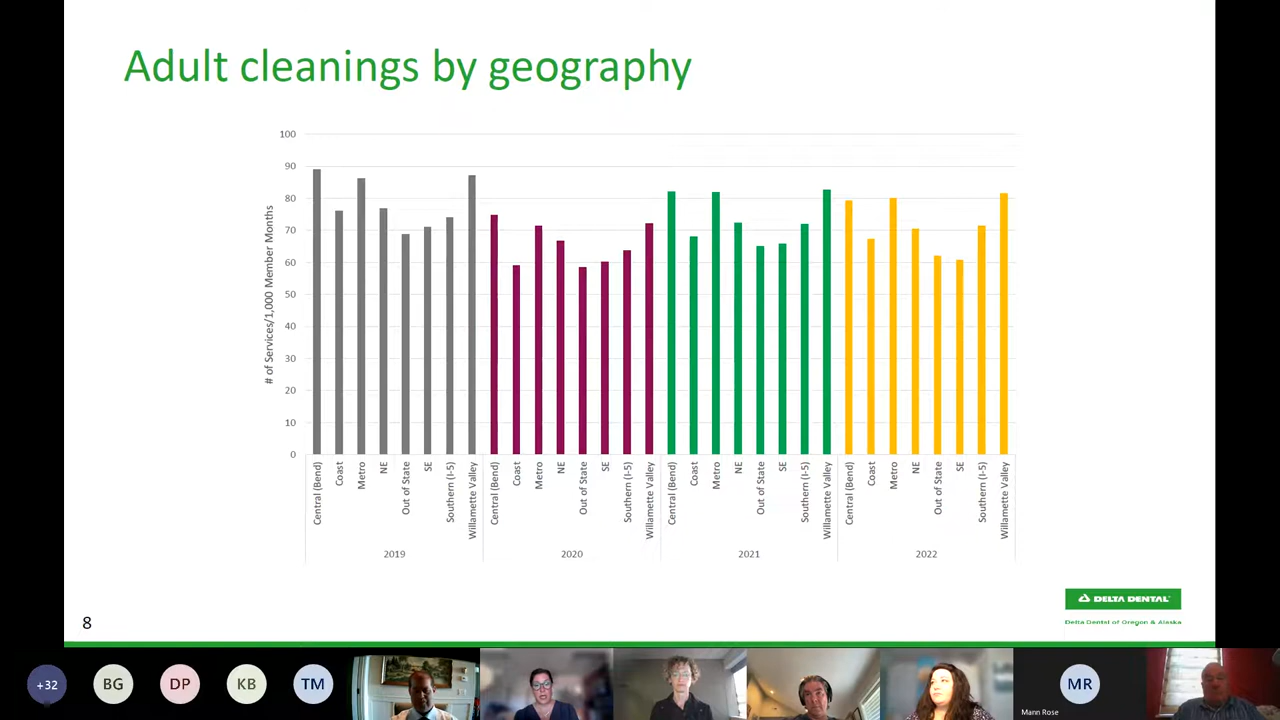 Adult cleanings by geography
100
90
80
70
60
50
40
30
20
10
0
# of Services/1,000 Member Months
Central (Bend)
Coast
Metro
NE
Out of State
SE
Southern (I-5)
Willamette Valley
Central (Bend)
Coast
Metro
NE
Out of State
SE
Southern (I-5)
Willamette Valley
Central (Bend)
Coast
Metro
NE
Out of State
SE
Southern (I-5)
Willamette Valley
Central (Bend)
Coast
Metro
NE
Out of State
SE
Southern (I-5)
Willamette Valley
2019
2020
2021
2022
DELTA DENTAL®
Delta Dental of Oregon & Alaska
8
+32
BG
DP
KB
TM
MR
Mann Rose